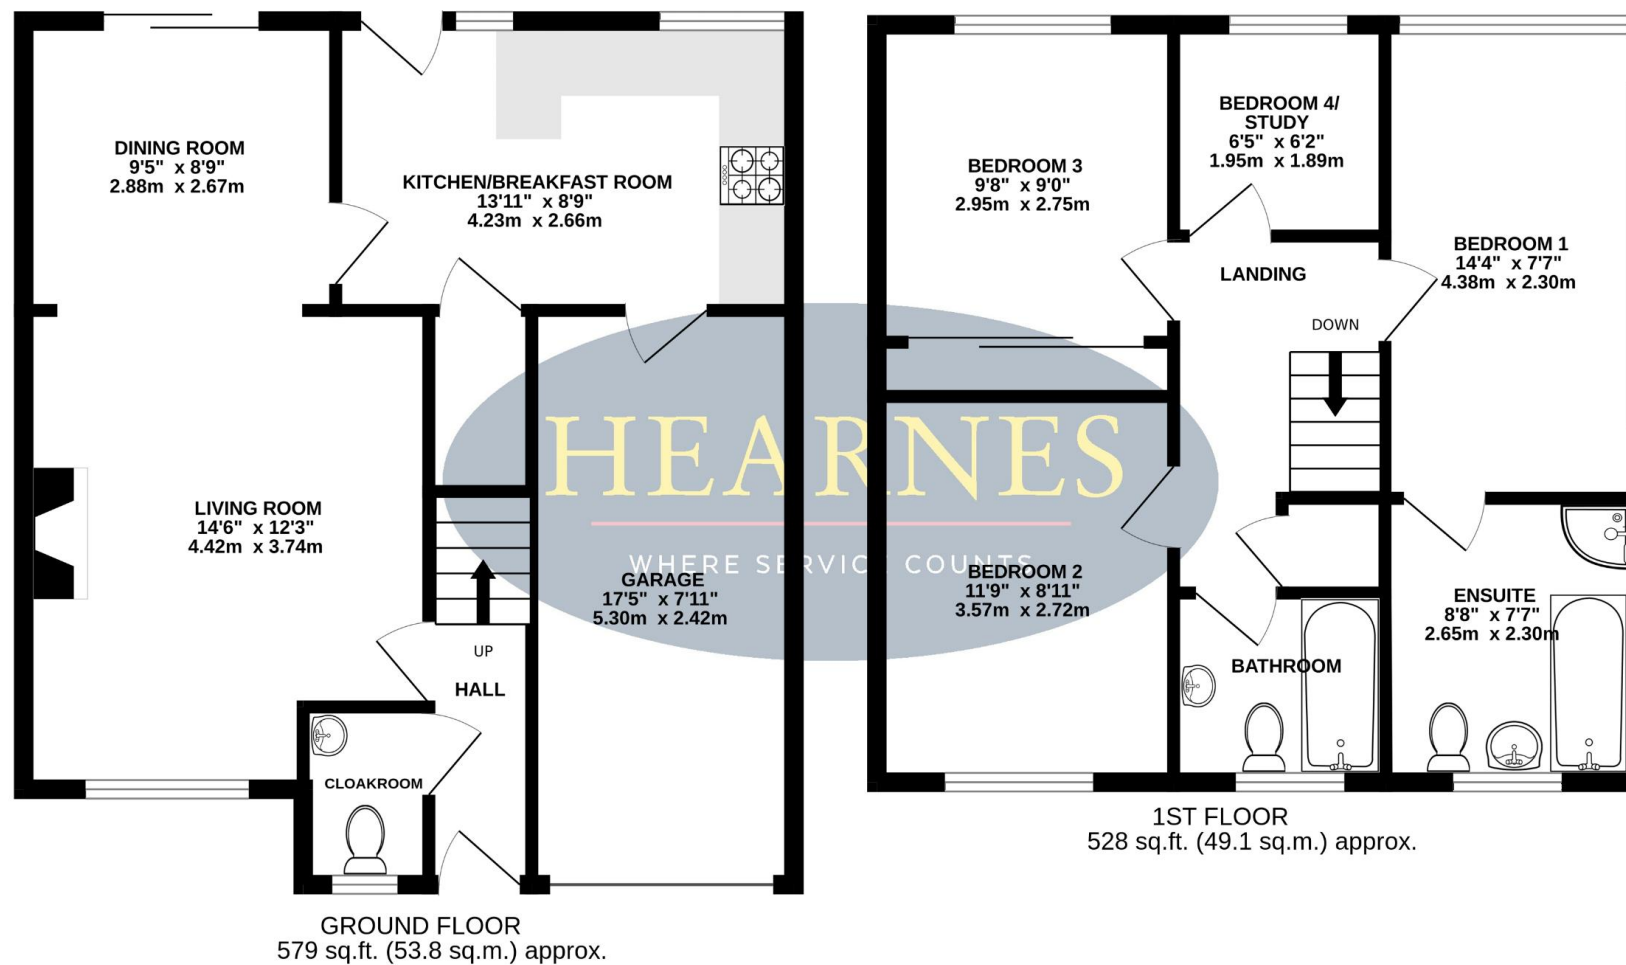 DINING ROOM
9'5" x 8'9"
2.88m x 2.67m
KITCHEN/BREAKFAST ROOM
13'11" x 8'9"
4.23m x 2.66m
LIVING ROOM
14'6" x 12'3"
4.42m x 3.74m
UP
HALL
CLOAKROOM
GARAGE
17'5" x 7'11"
5.30m x 2.42m
GROUND FLOOR
579 sq.ft. (53.8 sq.m.) approx.
HEARNES
WHERE SERVICE COUNTS
BEDROOM 3
9'8" x 9'0"
2.95m x 2.75m
BEDROOM 4/
STUDY
6'5" x 6'2"
1.95m x 1.89m
BEDROOM 1
14'4" x 7'7"
4.38m x 2.30m
LANDING
DOWN
BEDROOM 2
11'9" x 8'11"
3.57m x 2.72m
BATHROOM
ENSUITE
8'8" x 7'7"
2.65m x 2.30m
1ST FLOOR
528 sq.ft. (49.1 sq.m.) approx.